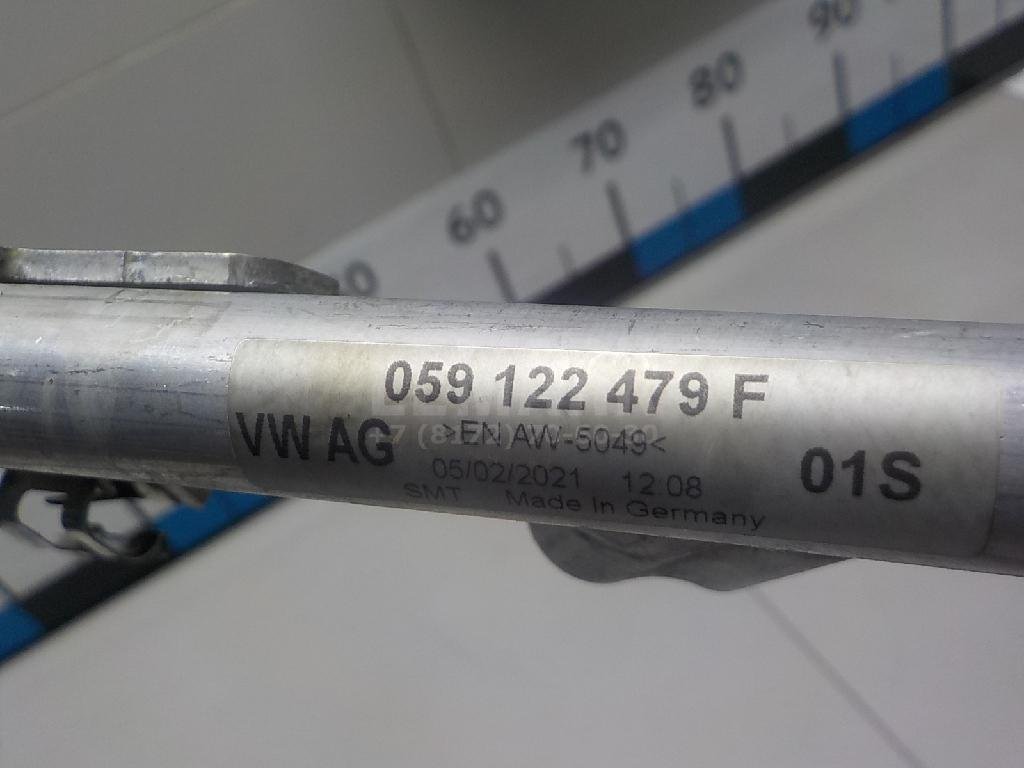 90
80
70
60
059 122 479 F
VW AG
>EN AW-5049<
05/02/2021 12:08
01S
SMT Made In Germany